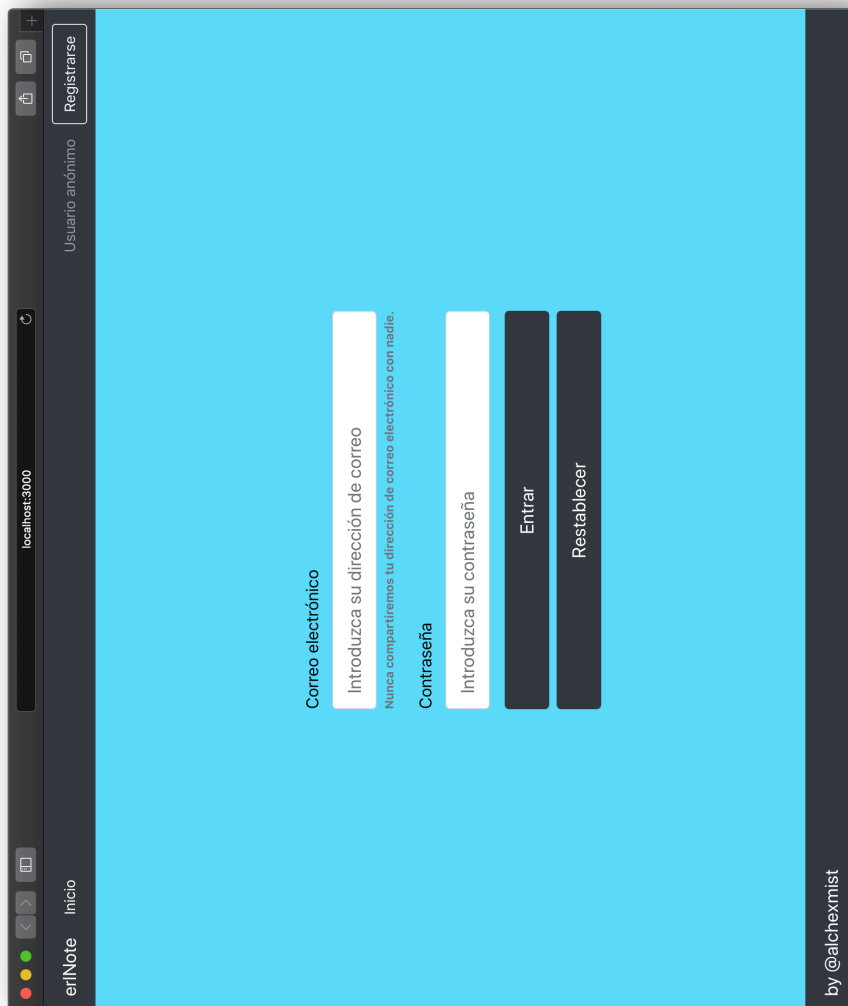 localhost:3000
erlNote
Inicio
Usuario anónimo
Registrarse
Correo electrónico
Introduzca su dirección de correo
Nunca compartiremos tu dirección de correo electrónico con nadie.
Contraseña
Introduzca su contraseña
Entrar
Restablecer
by @alchexmist